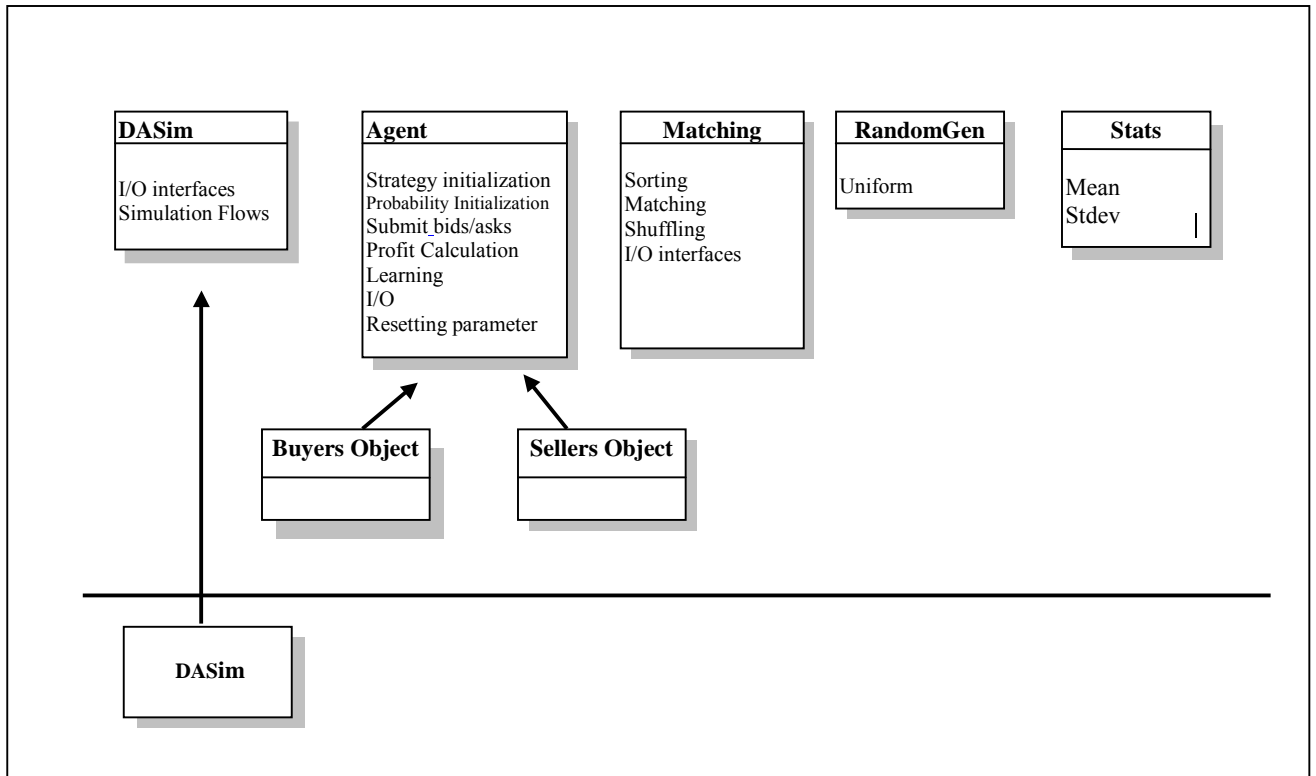 DASim
I/O interfaces
Simulation Flows
Agent
Strategy initialization
Probability Initialization
Submit bids/asks
Profit Calculation
Learning
I/O
Resetting parameter
Matching
Sorting
Matching
Shuffling
I/O interfaces
RandomGen
Uniform
Stats
Mean
Stdev
Buyers Object
Sellers Object
DASim